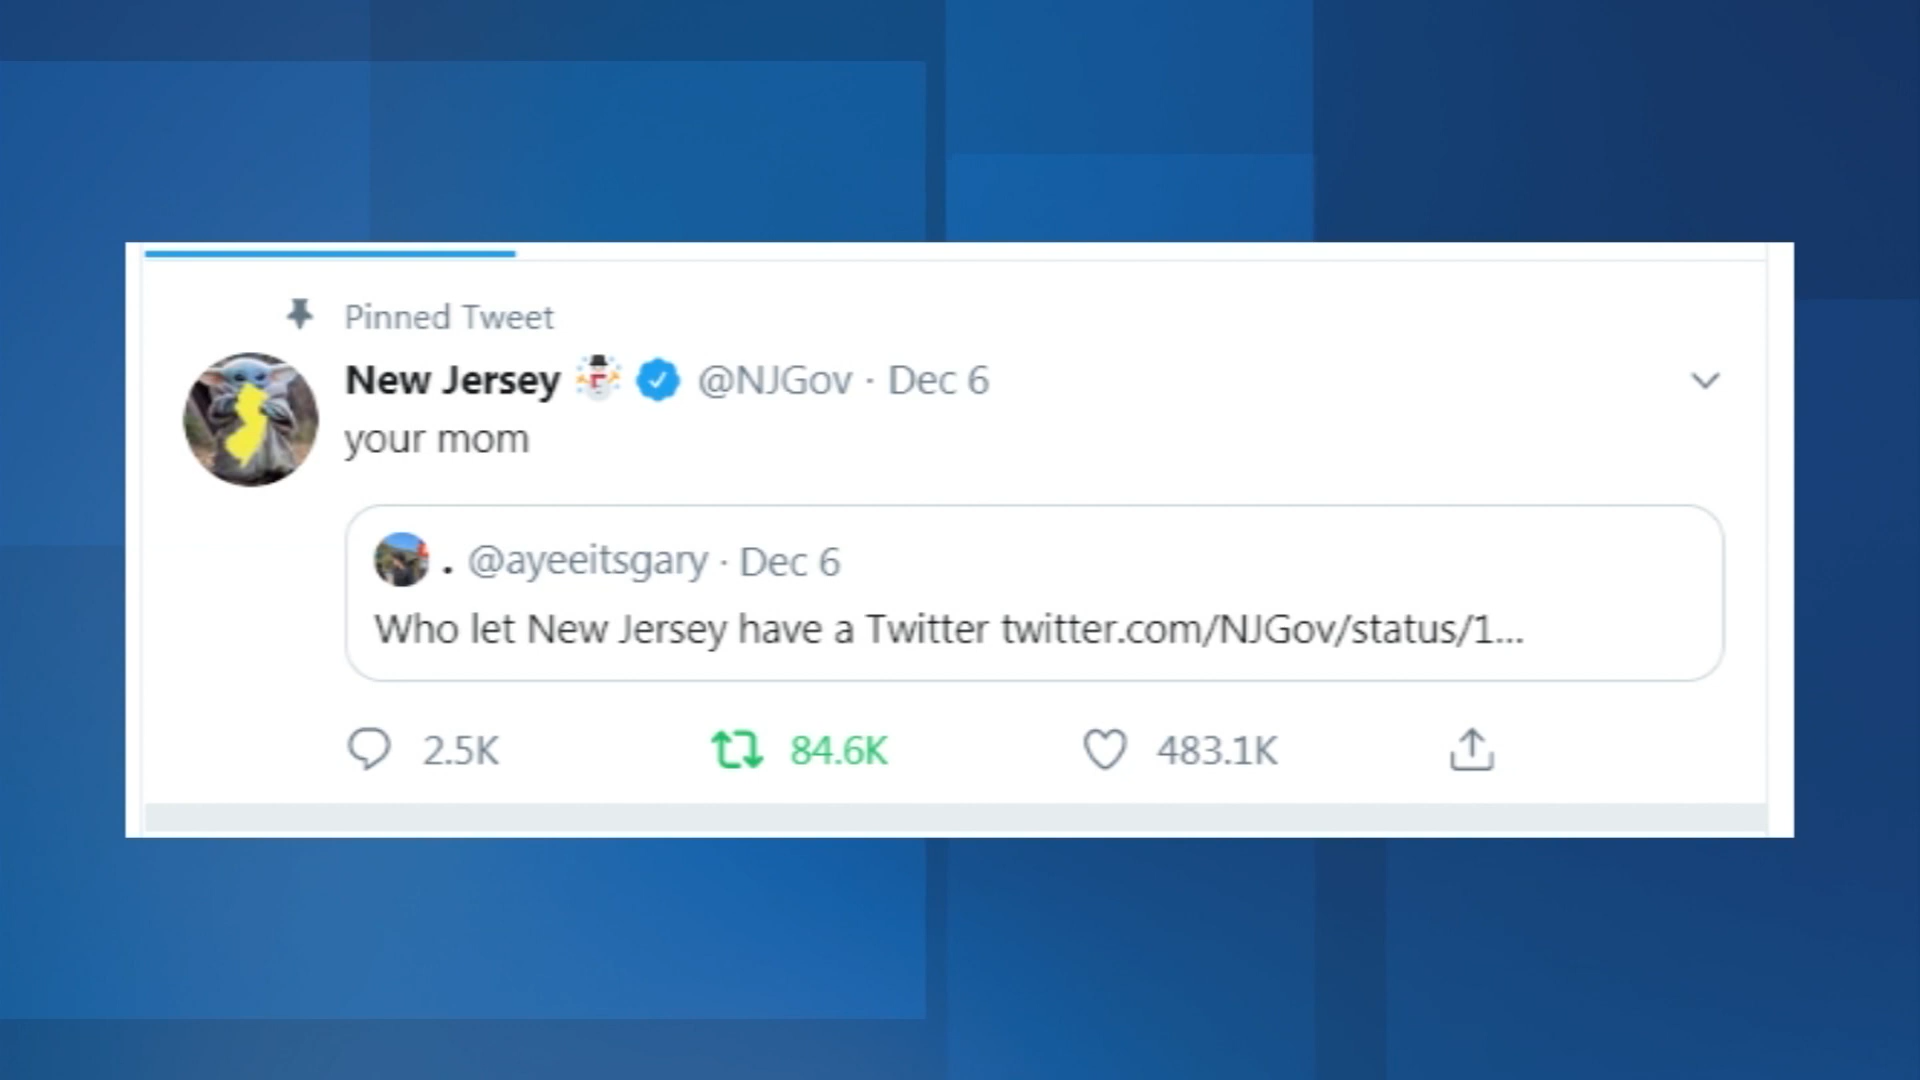 Pinned Tweet
New Jersey ☃️ @NJGov · Dec 6
your mom
. @ayeeitsgary · Dec 6
Who let New Jersey have a Twitter twitter.com/NJGov/status/1...
2.5K 84.6K 483.1K